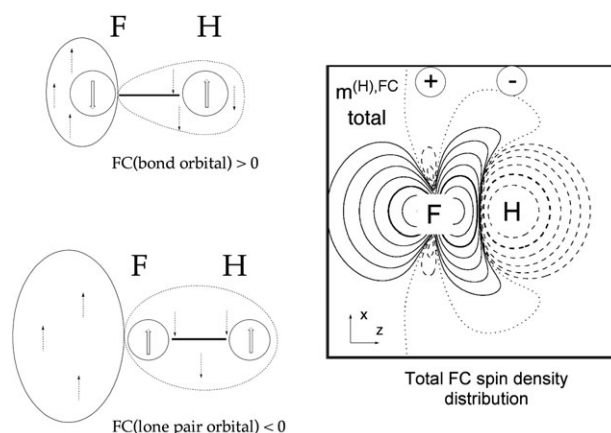 F H
FC(bond orbital) > 0
F H
FC(lone pair orbital) < 0
m(H),FC + -
total
F H
x
z
Total FC spin density
distribution